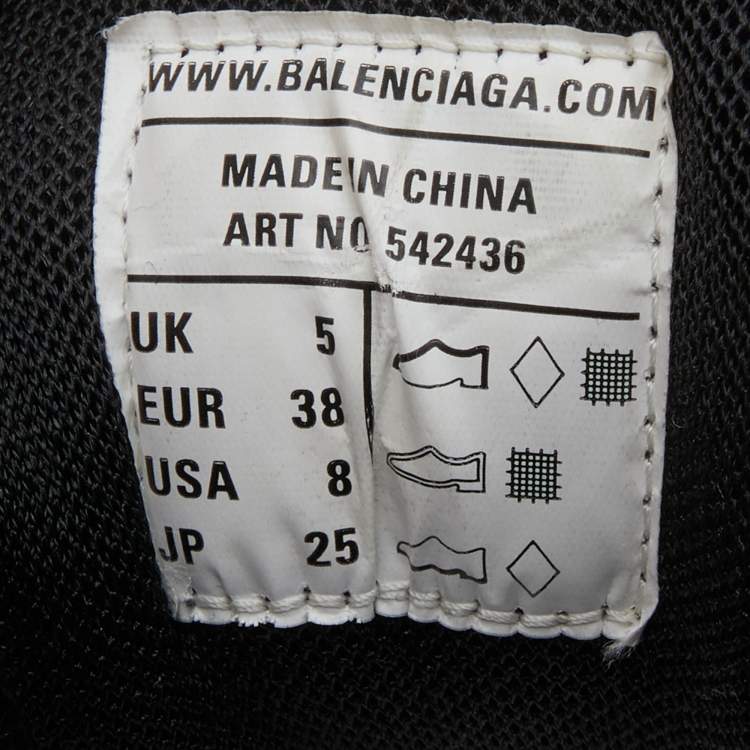 WWW.BALENCIAGA.COM
MADE IN CHINA
ART NO 542436
UK 5
EUR 38
USA 8
JP 25